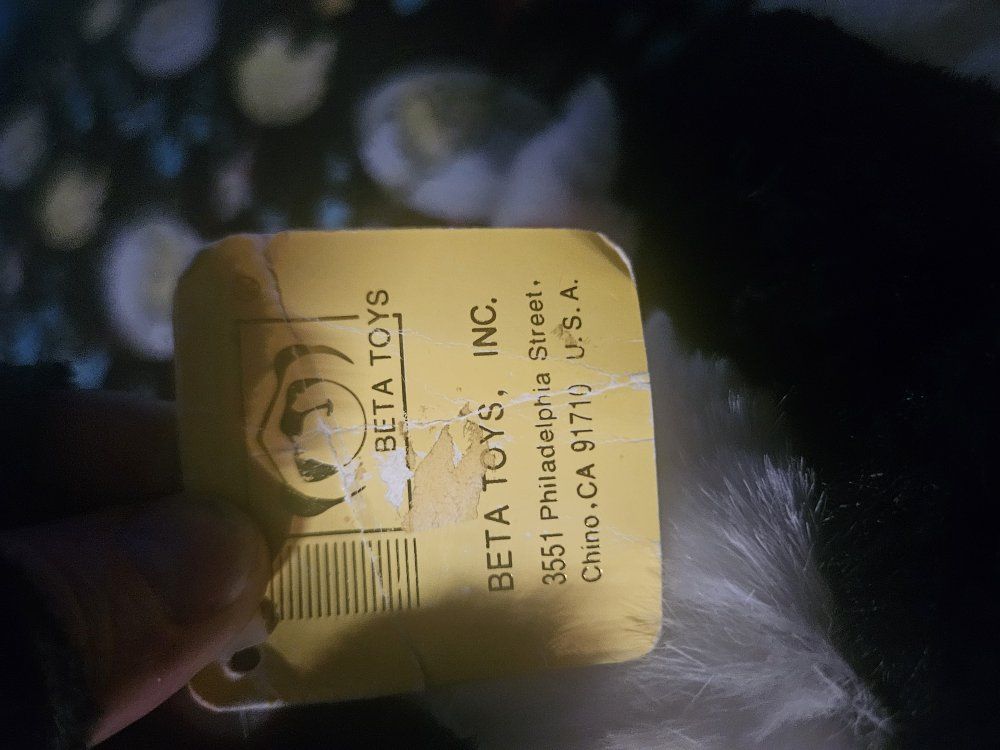 BETA TOYS
BETA TOYS, INC.
3551 Philadelphia Street,
Chino, CA 91710 U.S.A.